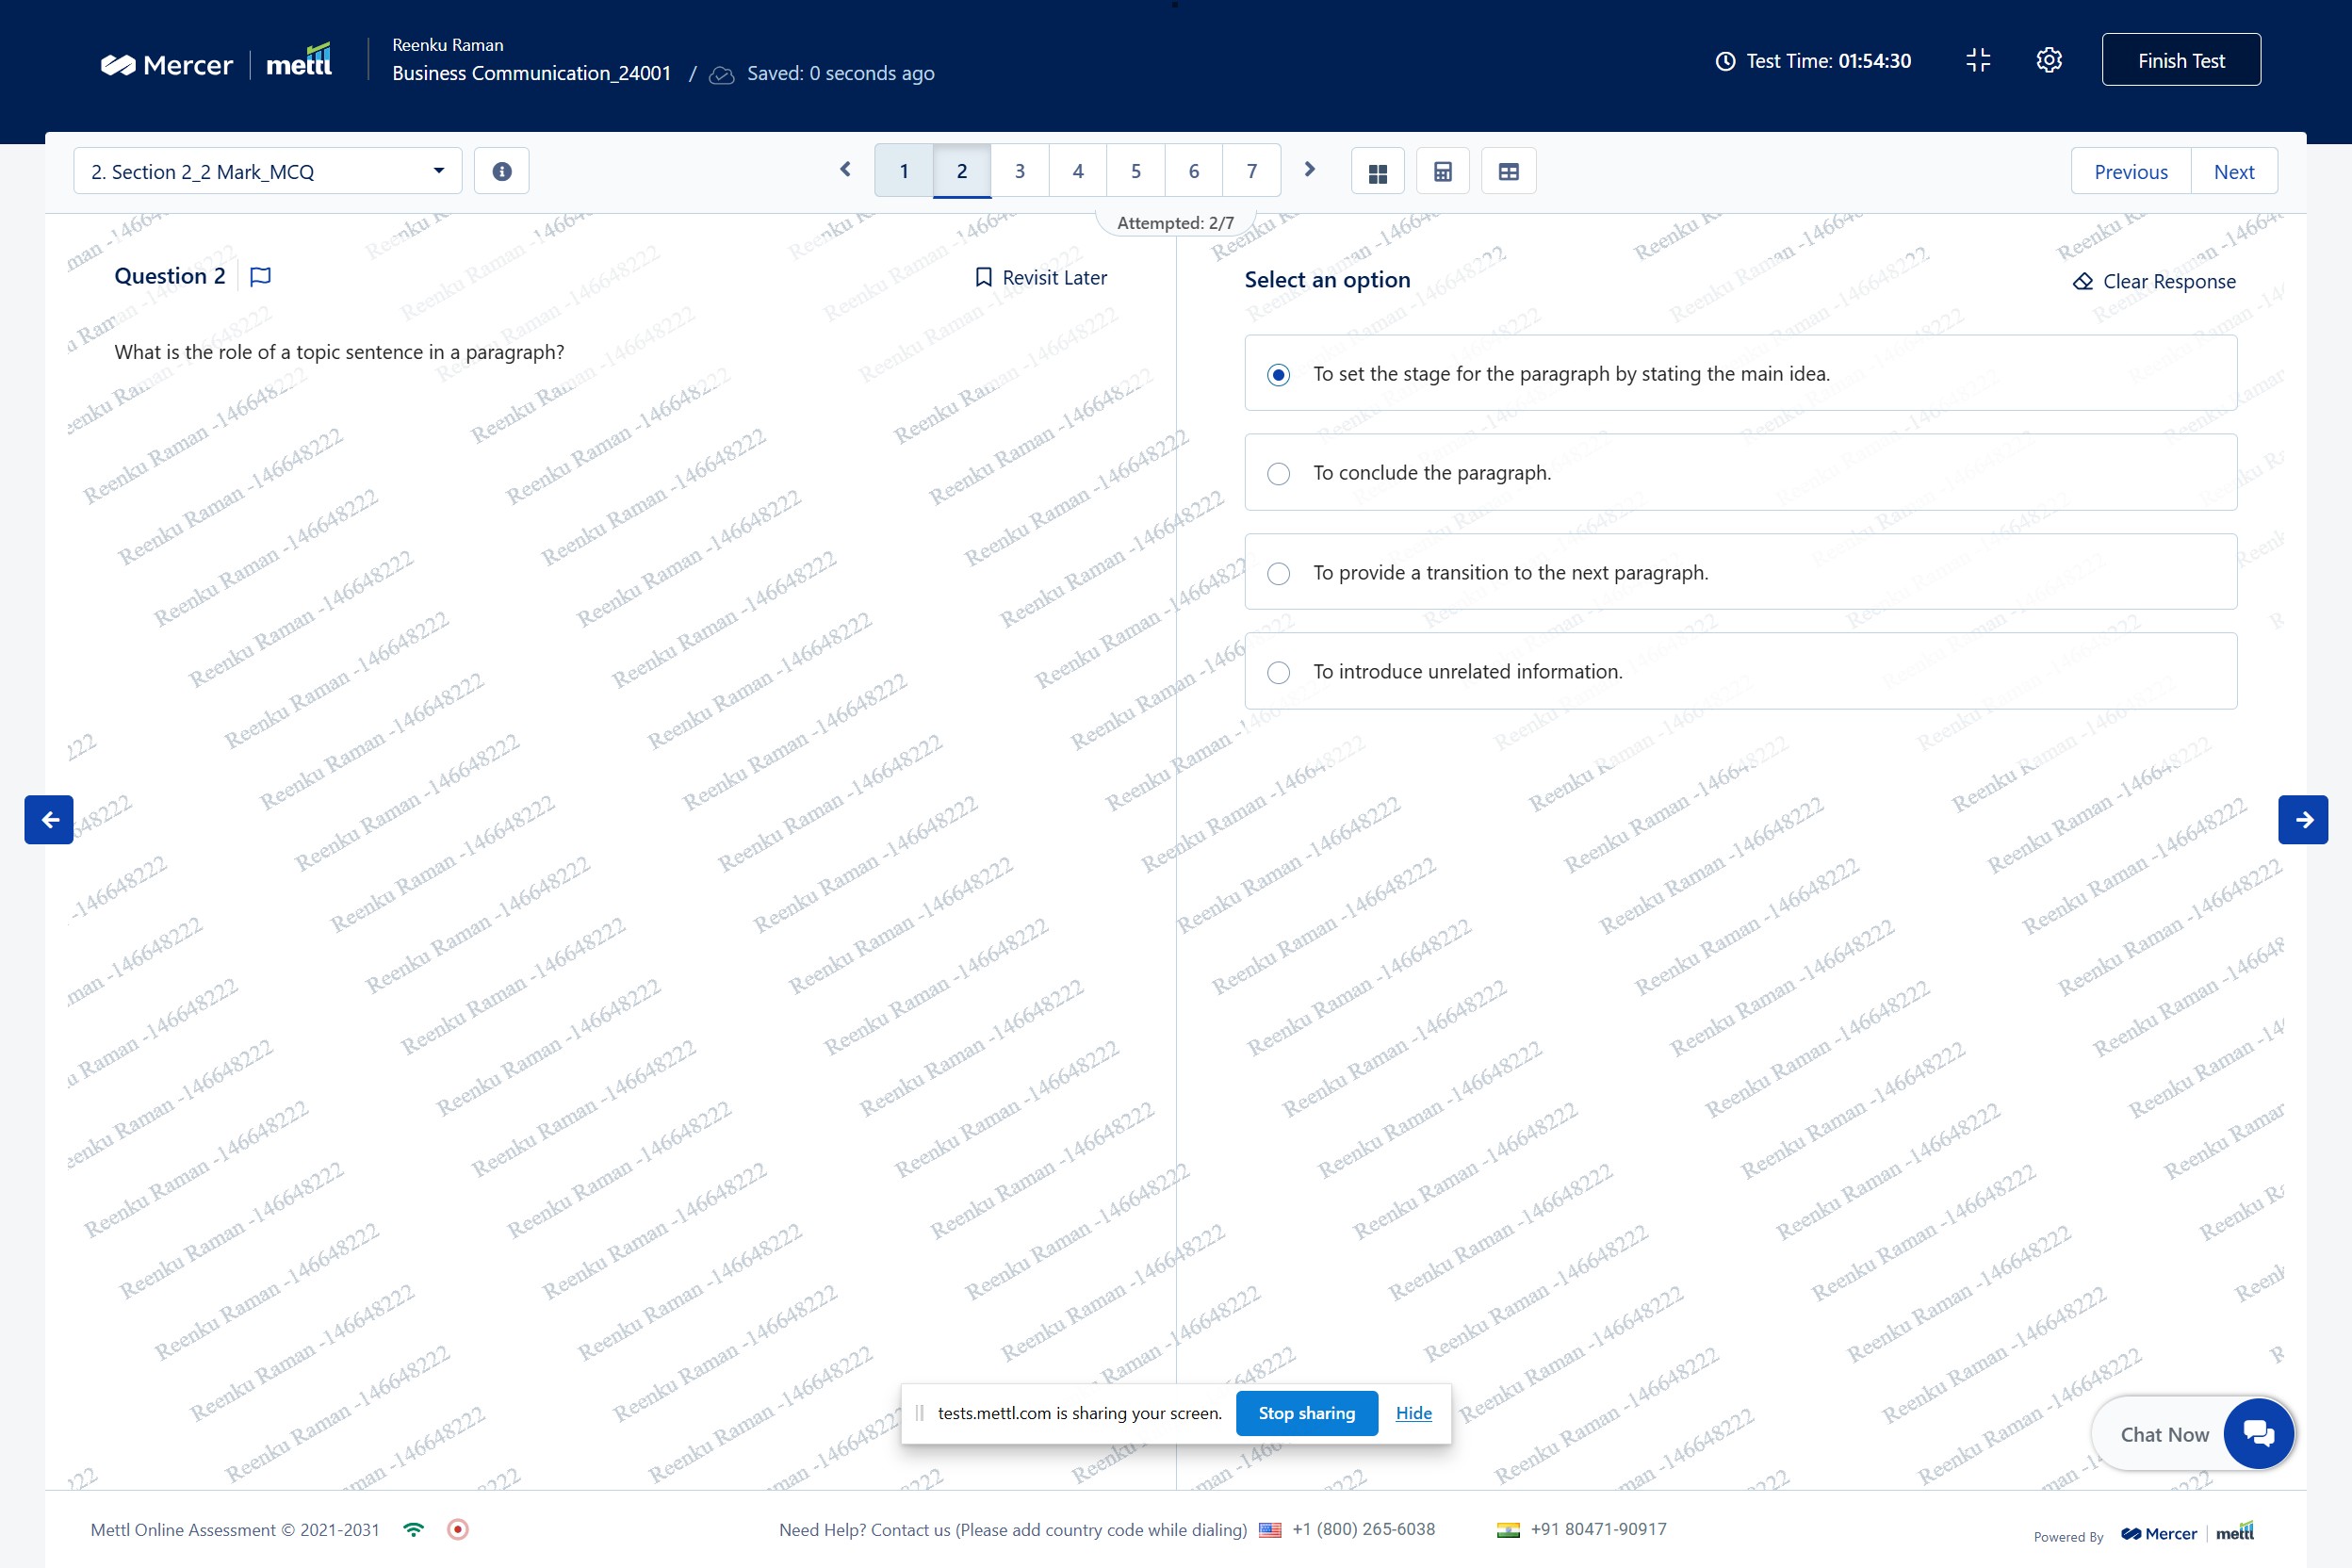 Mercer | mettl
Reenku Raman
Business Communication_24001 / Saved: 0 seconds ago
Test Time: 01:54:30
Finish Test
2. Section 2_2 Mark_MCQ
1 2 3 4 5 6 7
Previous Next
Attempted: 2/7
Question 2
Revisit Later
What is the role of a topic sentence in a paragraph?
Select an option
Clear Response
To set the stage for the paragraph by stating the main idea.
To conclude the paragraph.
To provide a transition to the next paragraph.
To introduce unrelated information.
Reenku Raman -146648222
tests.mettl.com is sharing your screen. Stop sharing Hide
Chat Now
Mettl Online Assessment © 2021-2031
Need Help? Contact us (Please add country code while dialing) +1 (800) 265-6038 +91 80471-90917
Powered By Mercer | mettl